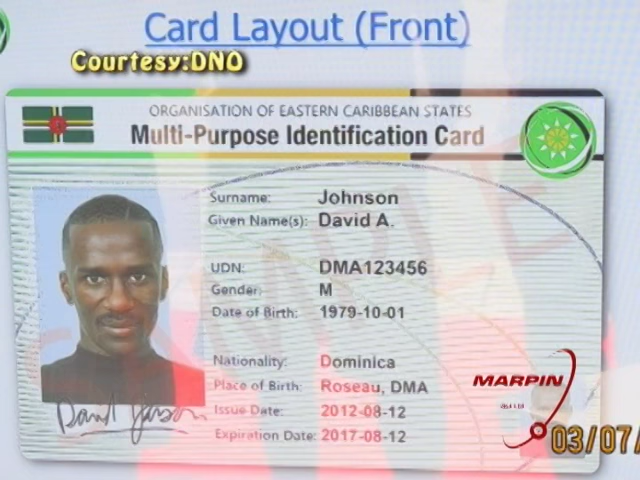 Card Layout (Front)
Courtesy:DNO
ORGANISATION OF EASTERN CARIBBEAN STATES
Multi-Purpose Identification Card
Surname: Johnson
Given Name(s): David A.
UDN: DMA123456
Gender: M
Date of Birth: 1979-10-01
Nationality: Dominica
Place of Birth: Roseau, DMA
Issue Date: 2012-08-12
Expiration Date: 2017-08-12
SAMPLE
MARPIN
03/07/